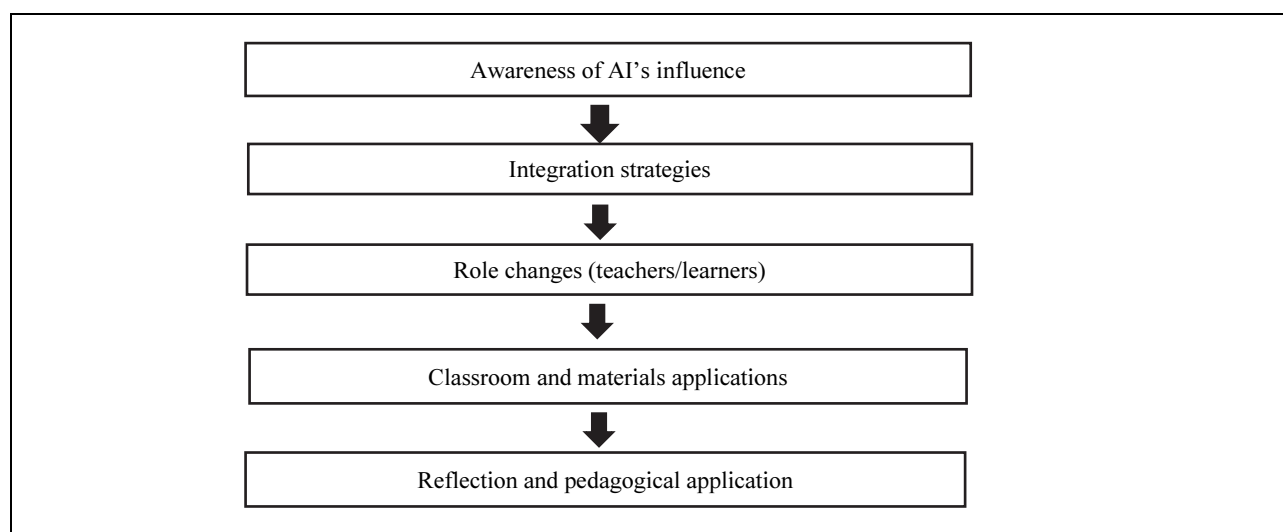 Awareness of AI’s influence
Integration strategies
Role changes (teachers/learners)
Classroom and materials applications
Reflection and pedagogical application